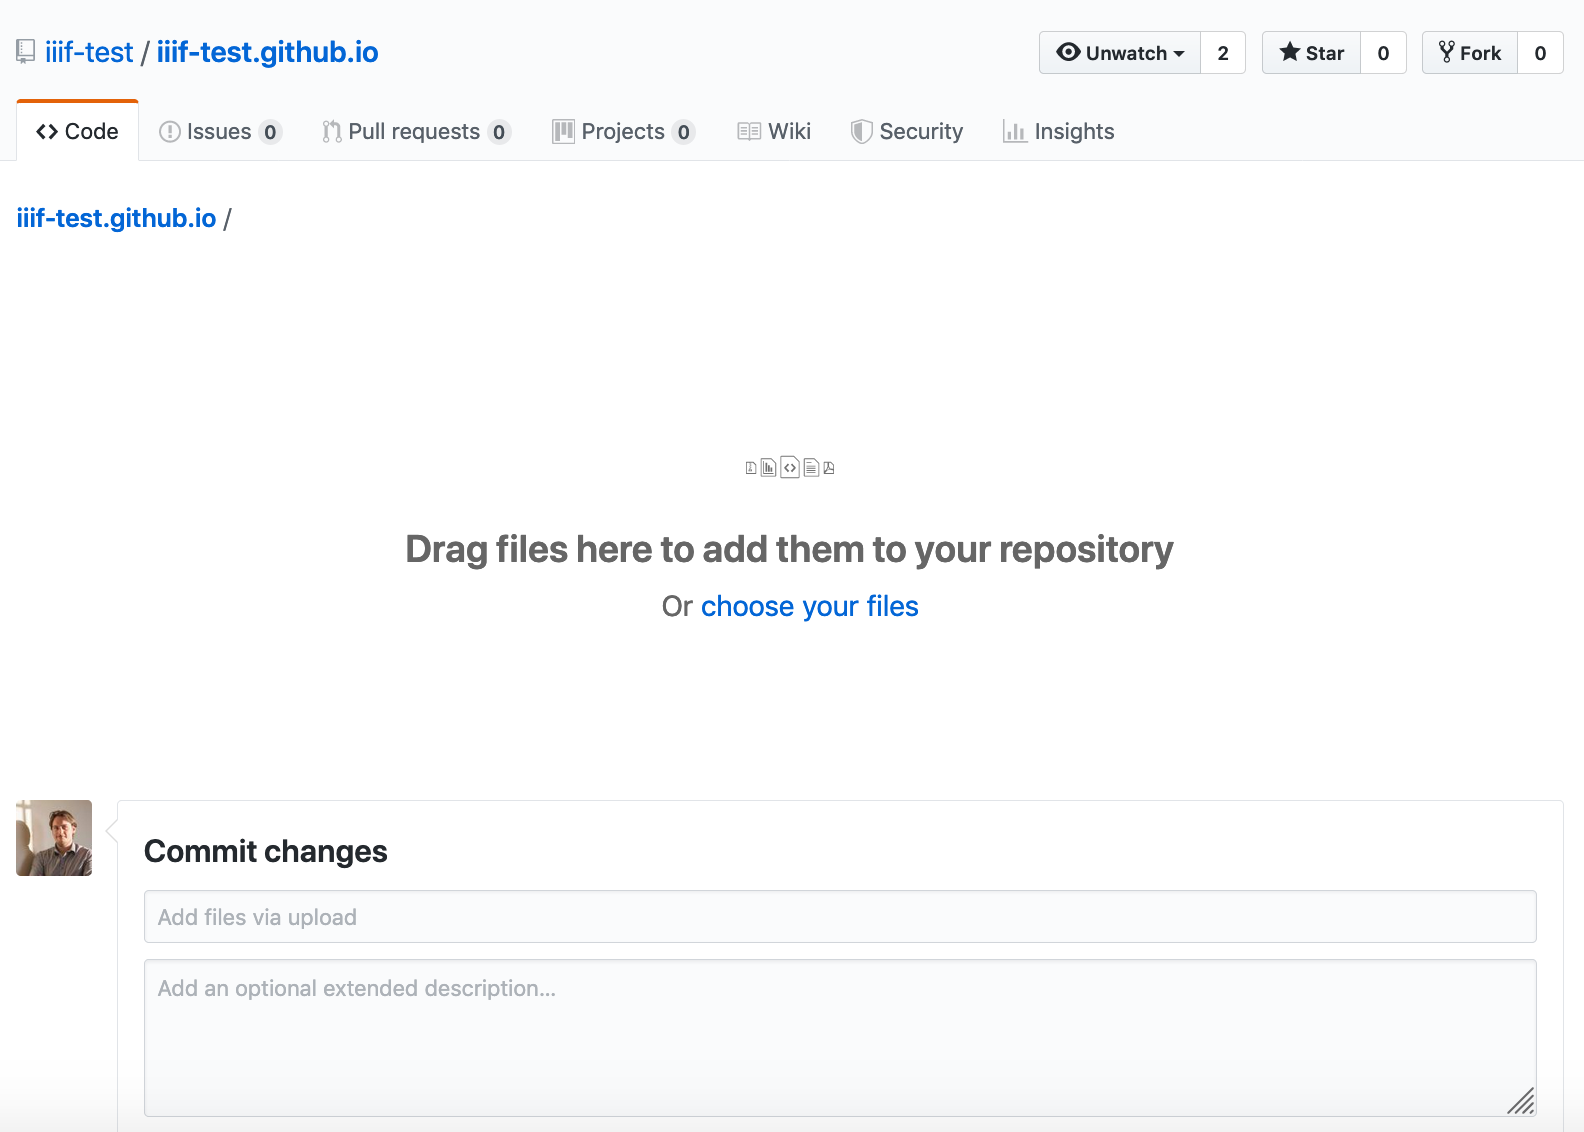 iiif-test / iiif-test.github.io
Unwatch 2 Star 0 Fork 0
Code Issues 0 Pull requests 0 Projects 0 Wiki Security Insights
iiif-test.github.io /
Drag files here to add them to your repository
Or choose your files
Commit changes
Add files via upload
Add an optional extended description...